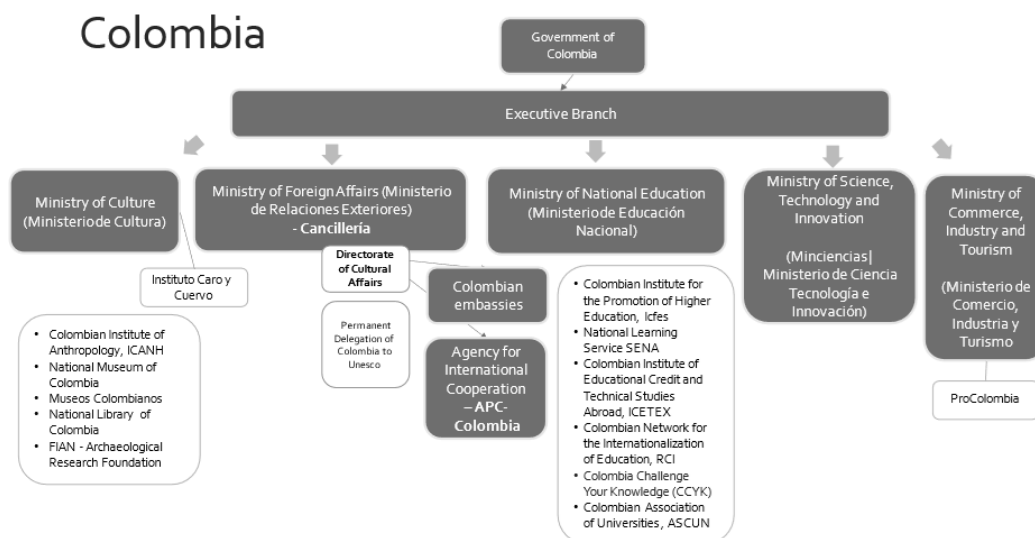 Colombia
Government of
Colombia
Executive Branch
Ministry of Culture
(Ministerio de Cultura)
Ministry of Foreign Affairs (Ministerio
de Relaciones Exteriores)
- Cancillería
Ministry of National Education
(Ministerio de Educación
Nacional)
Ministry of Science,
Technology and
Innovation
(Minciencias|
Ministerio de Ciencia
Tecnología e
Innovación)
Ministry of
Commerce,
Industry and
Tourism
(Ministerio de
Comercio,
Industria y
Turismo
Instituto Caro y
Cuervo
• Colombian Institute of
Anthropology, ICANH
• National Museum of
Colombia
• Museos Colombianos
• National Library of
Colombia
• FIAN - Archaeological
Research Foundation
Directorate
of Cultural
Affairs
Permanent
Delegation of
Colombia to
Unesco
Colombian
embassies
Agency for
International
Cooperation
– APC-
Colombia
• Colombian Institute for
the Promotion of Higher
Education, Icfes
• National Learning
Service SENA
• Colombian Institute of
Educational Credit and
Technical Studies
Abroad, ICETEX
• Colombian Network for
the Internationalization
of Education, RCI
• Colombia Challenge
Your Knowledge (CCYK)
• Colombian Association
of Universities, ASCUN
ProColombia